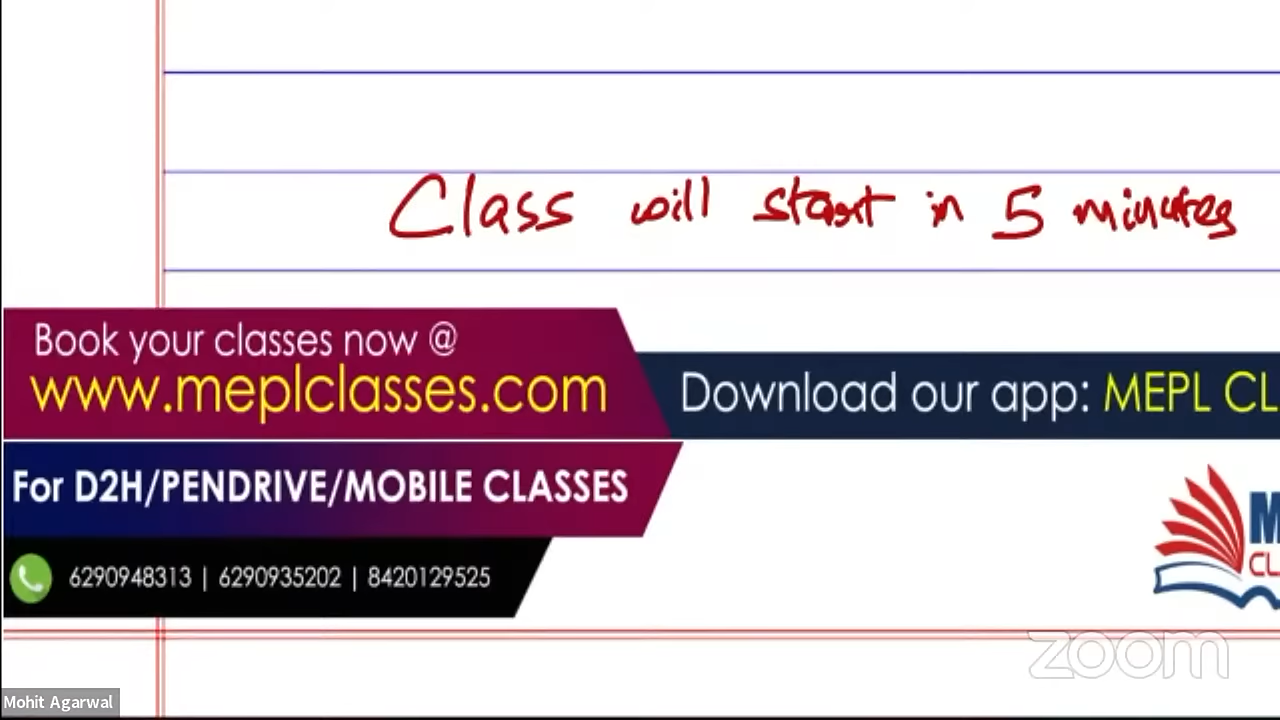 Class will start in 5 minutes
Book your classes now @
www.meplclasses.com
Download our app: MEPL CL
For D2H/PENDRIVE/MOBILE CLASSES
6290948313 | 6290935202 | 8420129525
M
CL
zoom
Mohit Agarwal